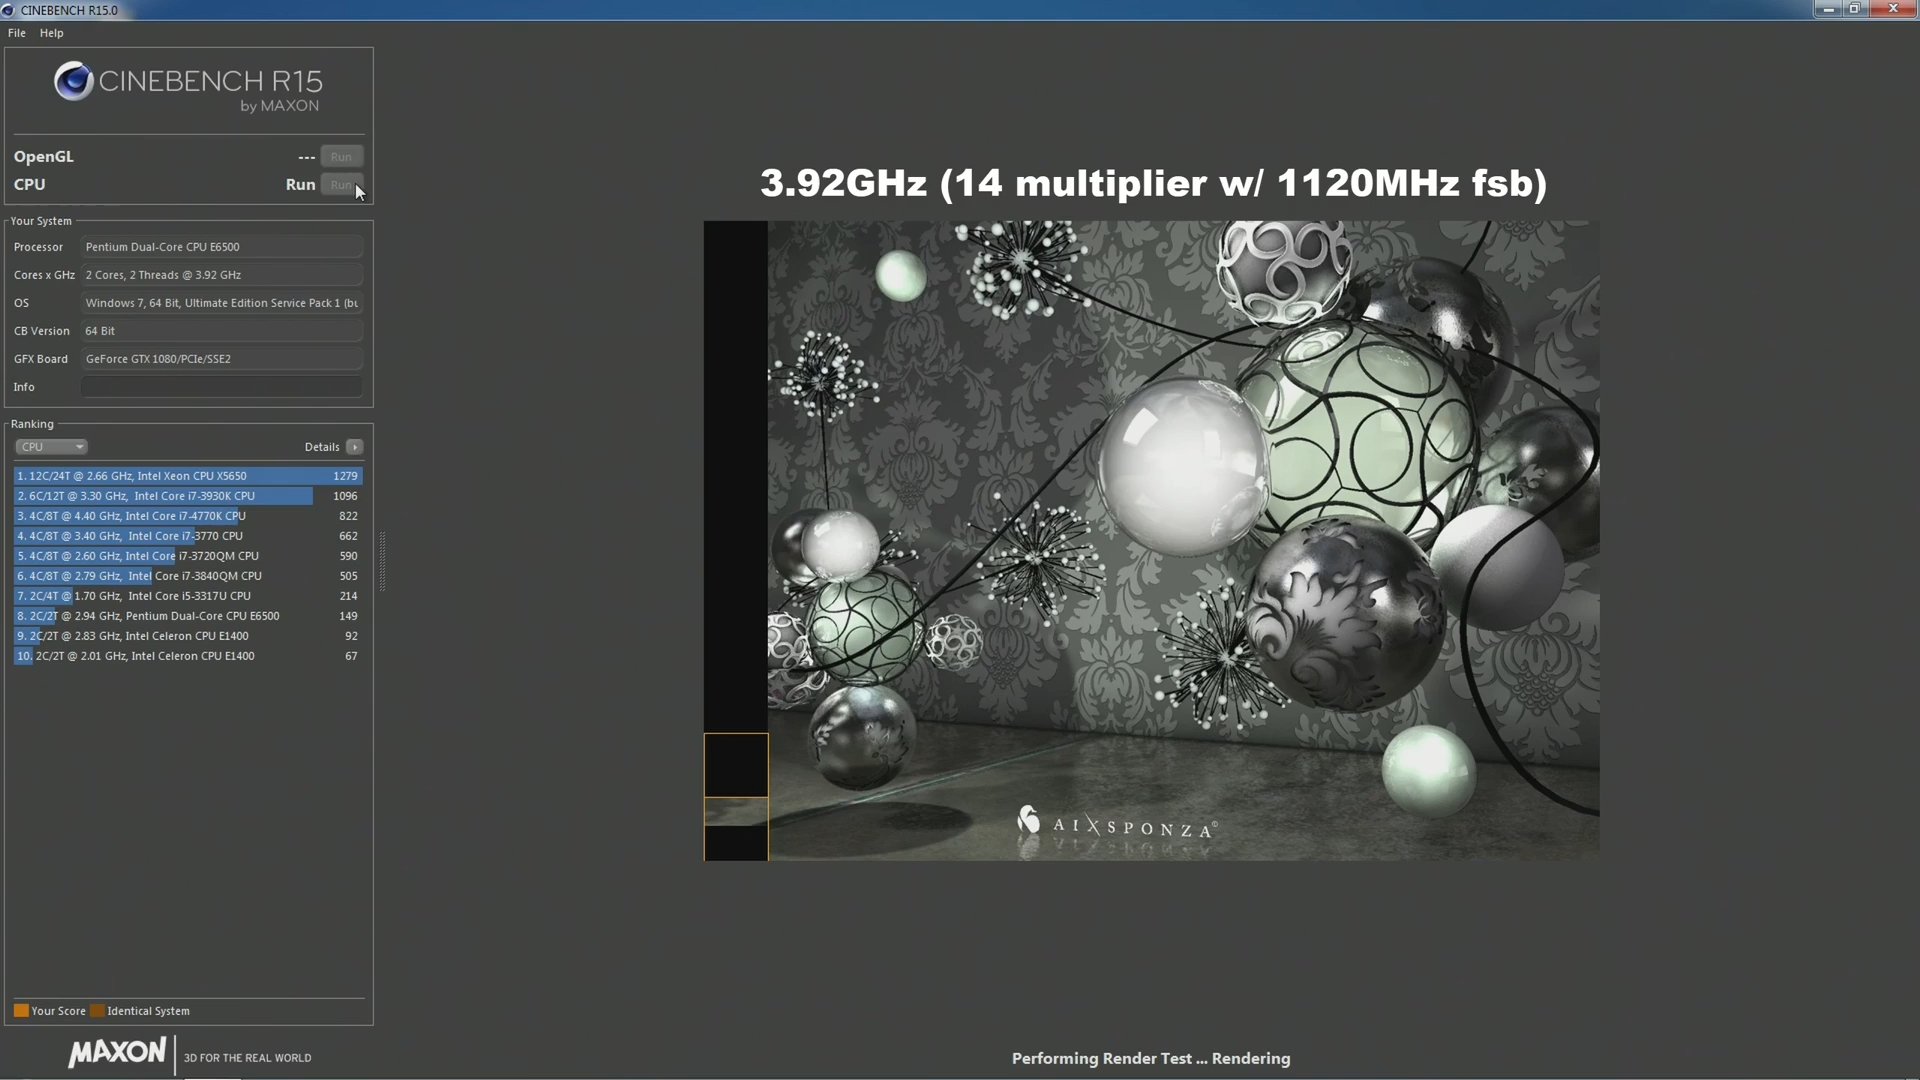 CINEBENCH R15.0
File Help
CINEBENCH R15
by MAXON
OpenGL --- Run
CPU Run Run
Your System
Processor Pentium Dual-Core CPU E6500
Cores x GHz 2 Cores, 2 Threads @ 3.92 GHz
OS Windows 7, 64 Bit, Ultimate Edition Service Pack 1 (bu
CB Version 64 Bit
GFX Board GeForce GTX 1080/PCIe/SSE2
Info
Ranking
CPU Details
1. 12C/24T @ 2.66 GHz, Intel Xeon CPU X5650 1279
2. 6C/12T @ 3.30 GHz, Intel Core i7-3930K CPU 1096
3. 4C/8T @ 4.40 GHz, Intel Core i7-4770K CPU 822
4. 4C/8T @ 3.40 GHz, Intel Core i7-3770 CPU 662
5. 4C/8T @ 2.60 GHz, Intel Core i7-3720QM CPU 590
6. 4C/8T @ 2.79 GHz, Intel Core i7-3840QM CPU 505
7. 2C/4T @ 1.70 GHz, Intel Core i5-3317U CPU 214
8. 2C/2T @ 2.94 GHz, Pentium Dual-Core CPU E6500 149
9. 2C/2T @ 2.83 GHz, Intel Celeron CPU E1400 92
10. 2C/2T @ 2.01 GHz, Intel Celeron CPU E1400 67
Your Score Identical System
MAXON 3D FOR THE REAL WORLD
3.92GHz (14 multiplier w/ 1120MHz fsb)
AIXSPONZA©
Performing Render Test ... Rendering